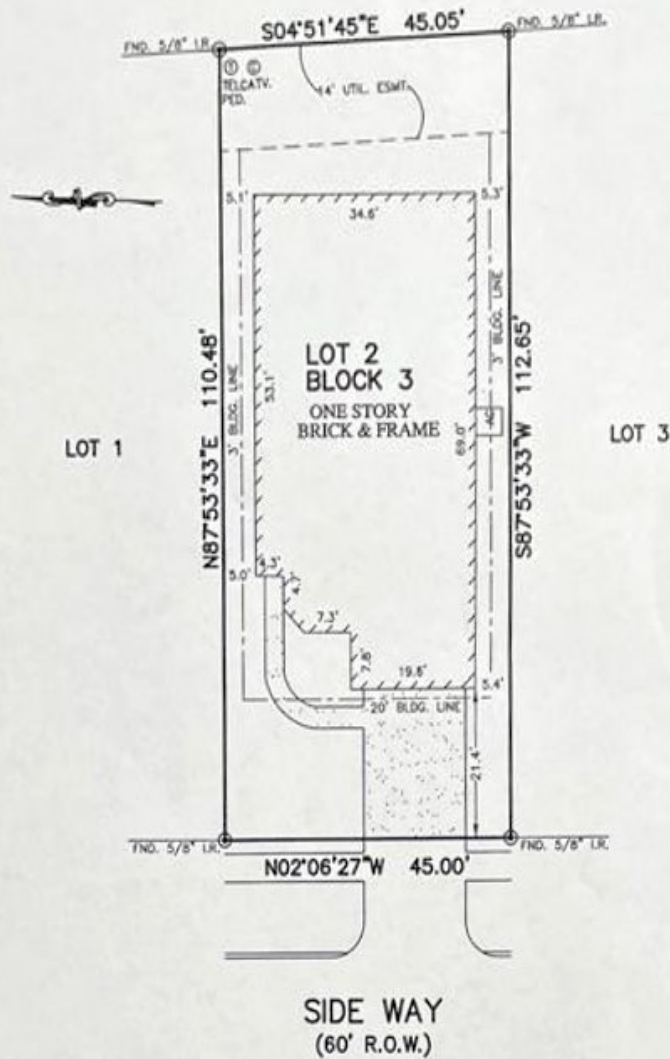 S04°51'45"E 45.05'
FND. 5/8" I.R.
FND. 5/8" I.R.
T C
TELCATV.
PED.
14' UTIL. ESMT.
5.1'
5.3'
34.6'
3' BLDG. LINE
N87°53'33"E 110.48'
53.1'
LOT 2
BLOCK 3
ONE STORY
BRICK & FRAME
69.0'
AC
3' BLDG. LINE
S87°53'33"W 112.65'
LOT 1
LOT 3
5.0'
4.3'
4.7'
7.3'
7.6'
19.6'
5.4'
20' BLDG. LINE
21.4'
FND. 5/8" I.R.
FND. 5/8" I.R.
N02°06'27"W 45.00'
SIDE WAY
(60' R.O.W.)